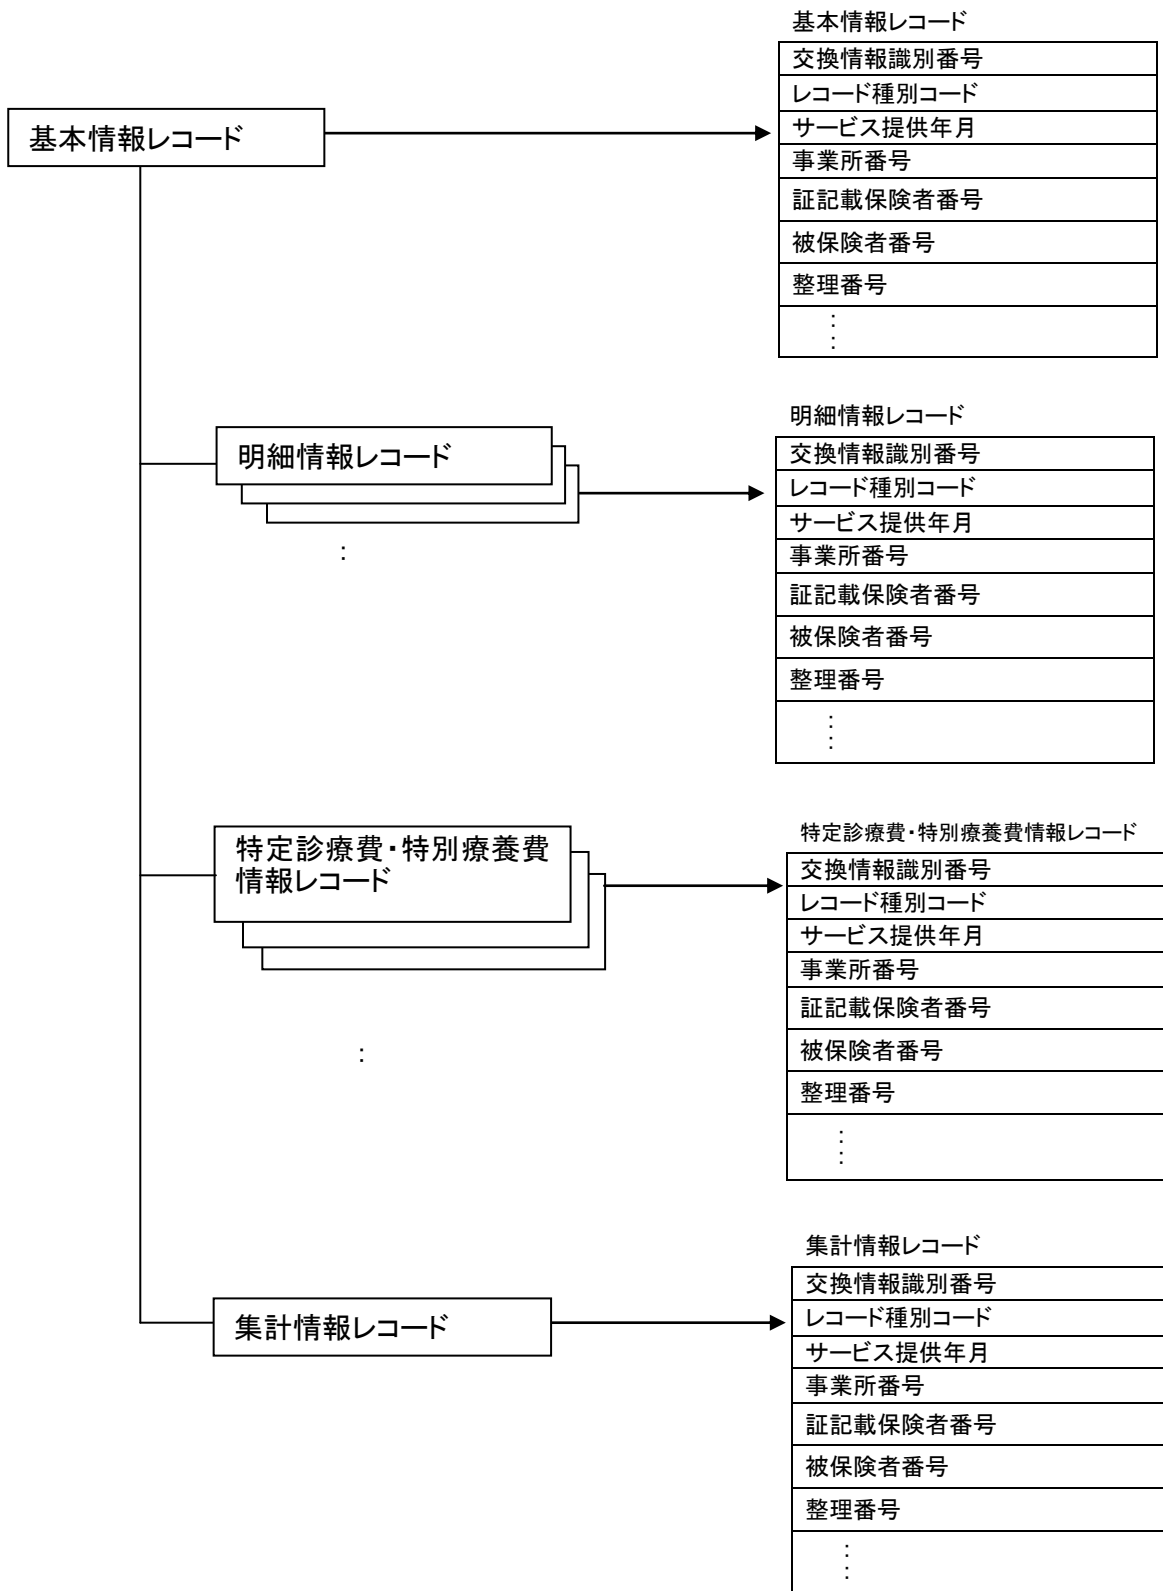 基本情報レコード
基本情報レコード
交換情報識別番号
レコード種別コード
サービス提供年月
事業所番号
証記載保険者番号
被保険者番号
整理番号
:
:
明細情報レコード
:
明細情報レコード
交換情報識別番号
レコード種別コード
サービス提供年月
事業所番号
証記載保険者番号
被保険者番号
整理番号
:
:
特定診療費・特別療養費
情報レコード
:
特定診療費・特別療養費情報レコード
交換情報識別番号
レコード種別コード
サービス提供年月
事業所番号
証記載保険者番号
被保険者番号
整理番号
:
:
集計情報レコード
集計情報レコード
交換情報識別番号
レコード種別コード
サービス提供年月
事業所番号
証記載保険者番号
被保険者番号
整理番号
:
: